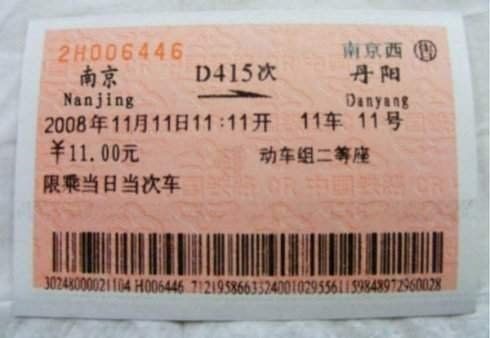 2H006446 南京西 售
南京 D415次 丹阳
Nanjing Danyang
2008年11月11日11:11开 11车 11号
￥11.00元 动车组二等座
限乘当日当次车
30248000021104 H006446 71219586633240010295561159848972960028